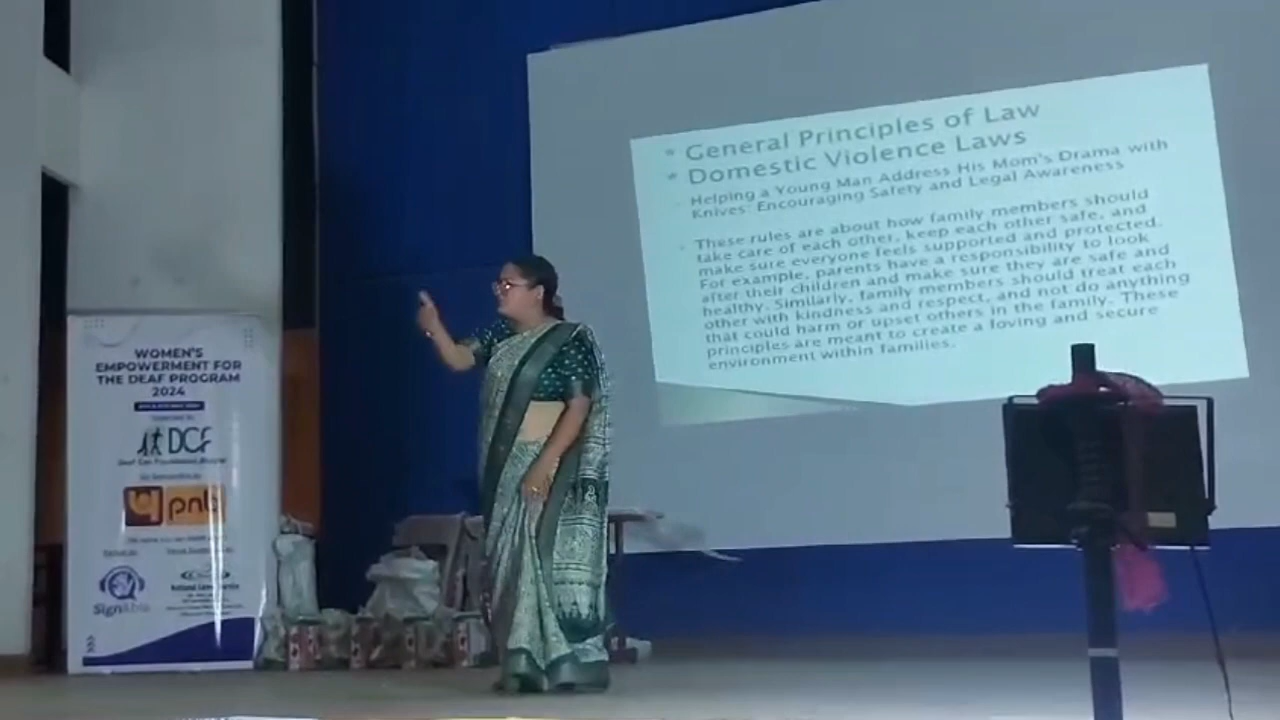 WOMEN'S
EMPOWERMENT FOR
THE DEAF PROGRAM
2024
DCF
Deaf Can Foundation
pnb
SignAble
General Principles of Law
Domestic Violence Laws
Helping a Young Man Address His Mom's Drama with
Knives: Encouraging Safety and Legal Awareness
These rules are about how family members should
take care of each other, keep each other safe, and
make sure everyone feels supported and protected.
For example, parents have a responsibility to look
after their children and make sure they are safe and
healthy. Similarly, family members should treat each
other with kindness and respect, and not do anything
that could harm or upset others in the family. These
principles are meant to create a loving and secure
environment within families.